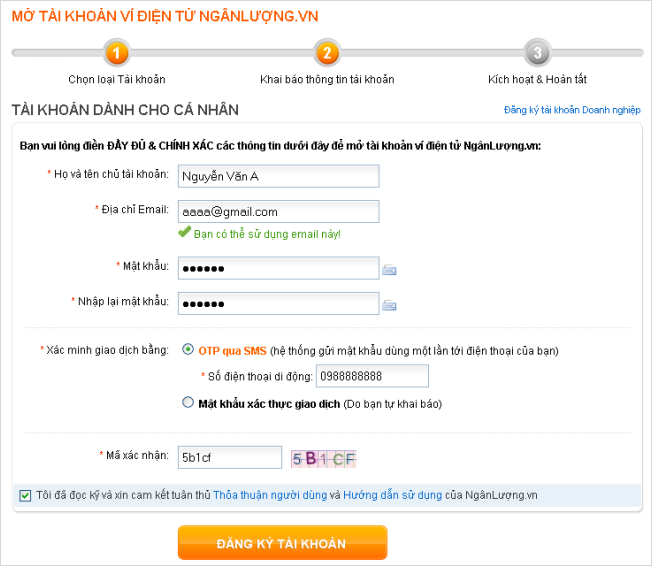 MỞ TÀI KHOẢN VÍ ĐIỆN TỬ NGÂNLƯỢNG.VN
1 2 3
Chọn loại Tài khoản Khai báo thông tin tài khoản Kích hoạt & Hoàn tất
TÀI KHOẢN DÀNH CHO CÁ NHÂN Đăng ký tài khoản Doanh nghiệp
Bạn vui lòng điền ĐẦY ĐỦ & CHÍNH XÁC các thông tin dưới đây để mở tài khoản ví điện tử NgânLượng.vn:
* Họ và tên chủ tài khoản: Nguyễn Văn A
* Địa chỉ Email: aaaa@gmail.com
Bạn có thể sử dụng email này!
* Mật khẩu: ●●●●●●
* Nhập lại mật khẩu: ●●●●●●
* Xác minh giao dịch bằng: OTP qua SMS (hệ thống gửi mật khẩu dùng một lần tới điện thoại của bạn)
* Số điện thoại di động: 0988888888
Mật khẩu xác thực giao dịch (Do bạn tự khai báo)
* Mã xác nhận: 5b1cf 5B1CF
Tôi đã đọc kỹ và xin cam kết tuân thủ Thỏa thuận người dùng và Hướng dẫn sử dụng của NgânLượng.vn
ĐĂNG KÝ TÀI KHOẢN